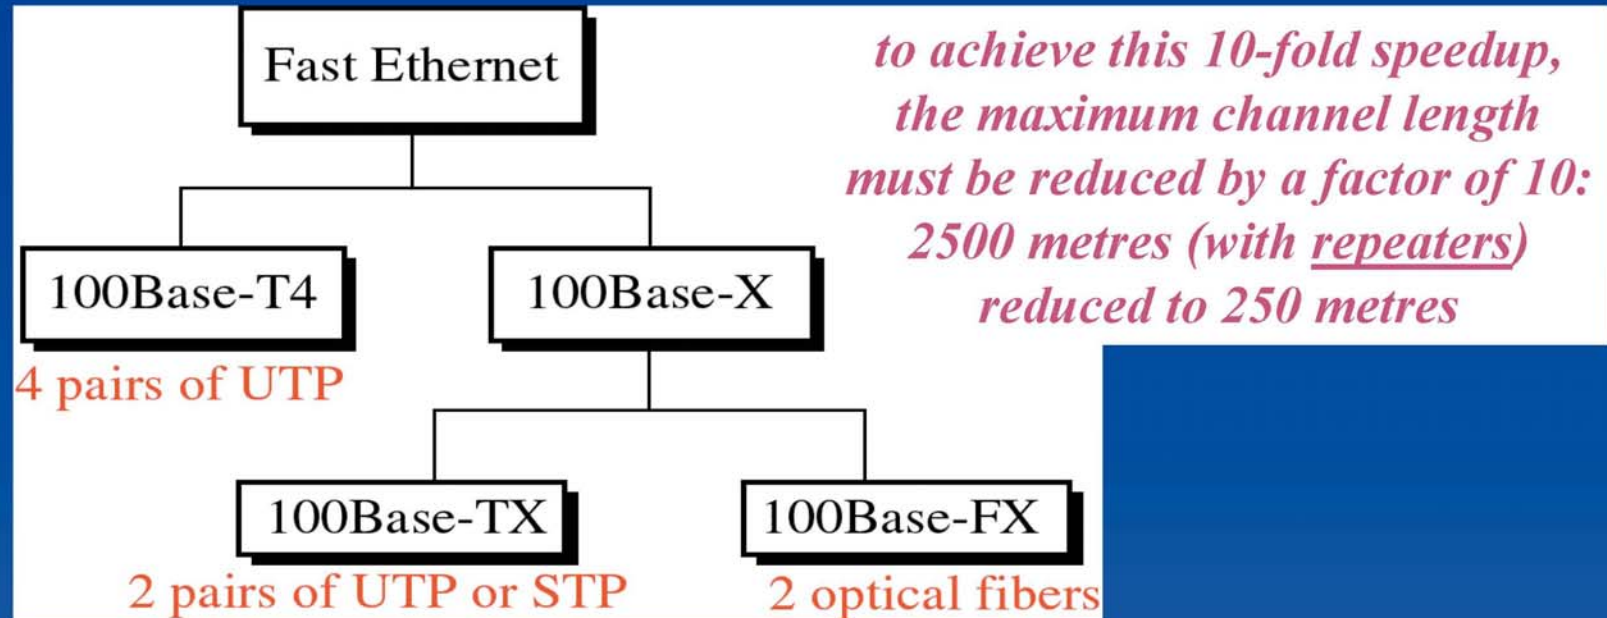 Fast Ethernet
to achieve this 10-fold speedup,
the maximum channel length
must be reduced by a factor of 10:
2500 metres (with repeaters)
reduced to 250 metres
100Base-T4
100Base-X
4 pairs of UTP
100Base-TX
100Base-FX
2 pairs of UTP or STP
2 optical fibers